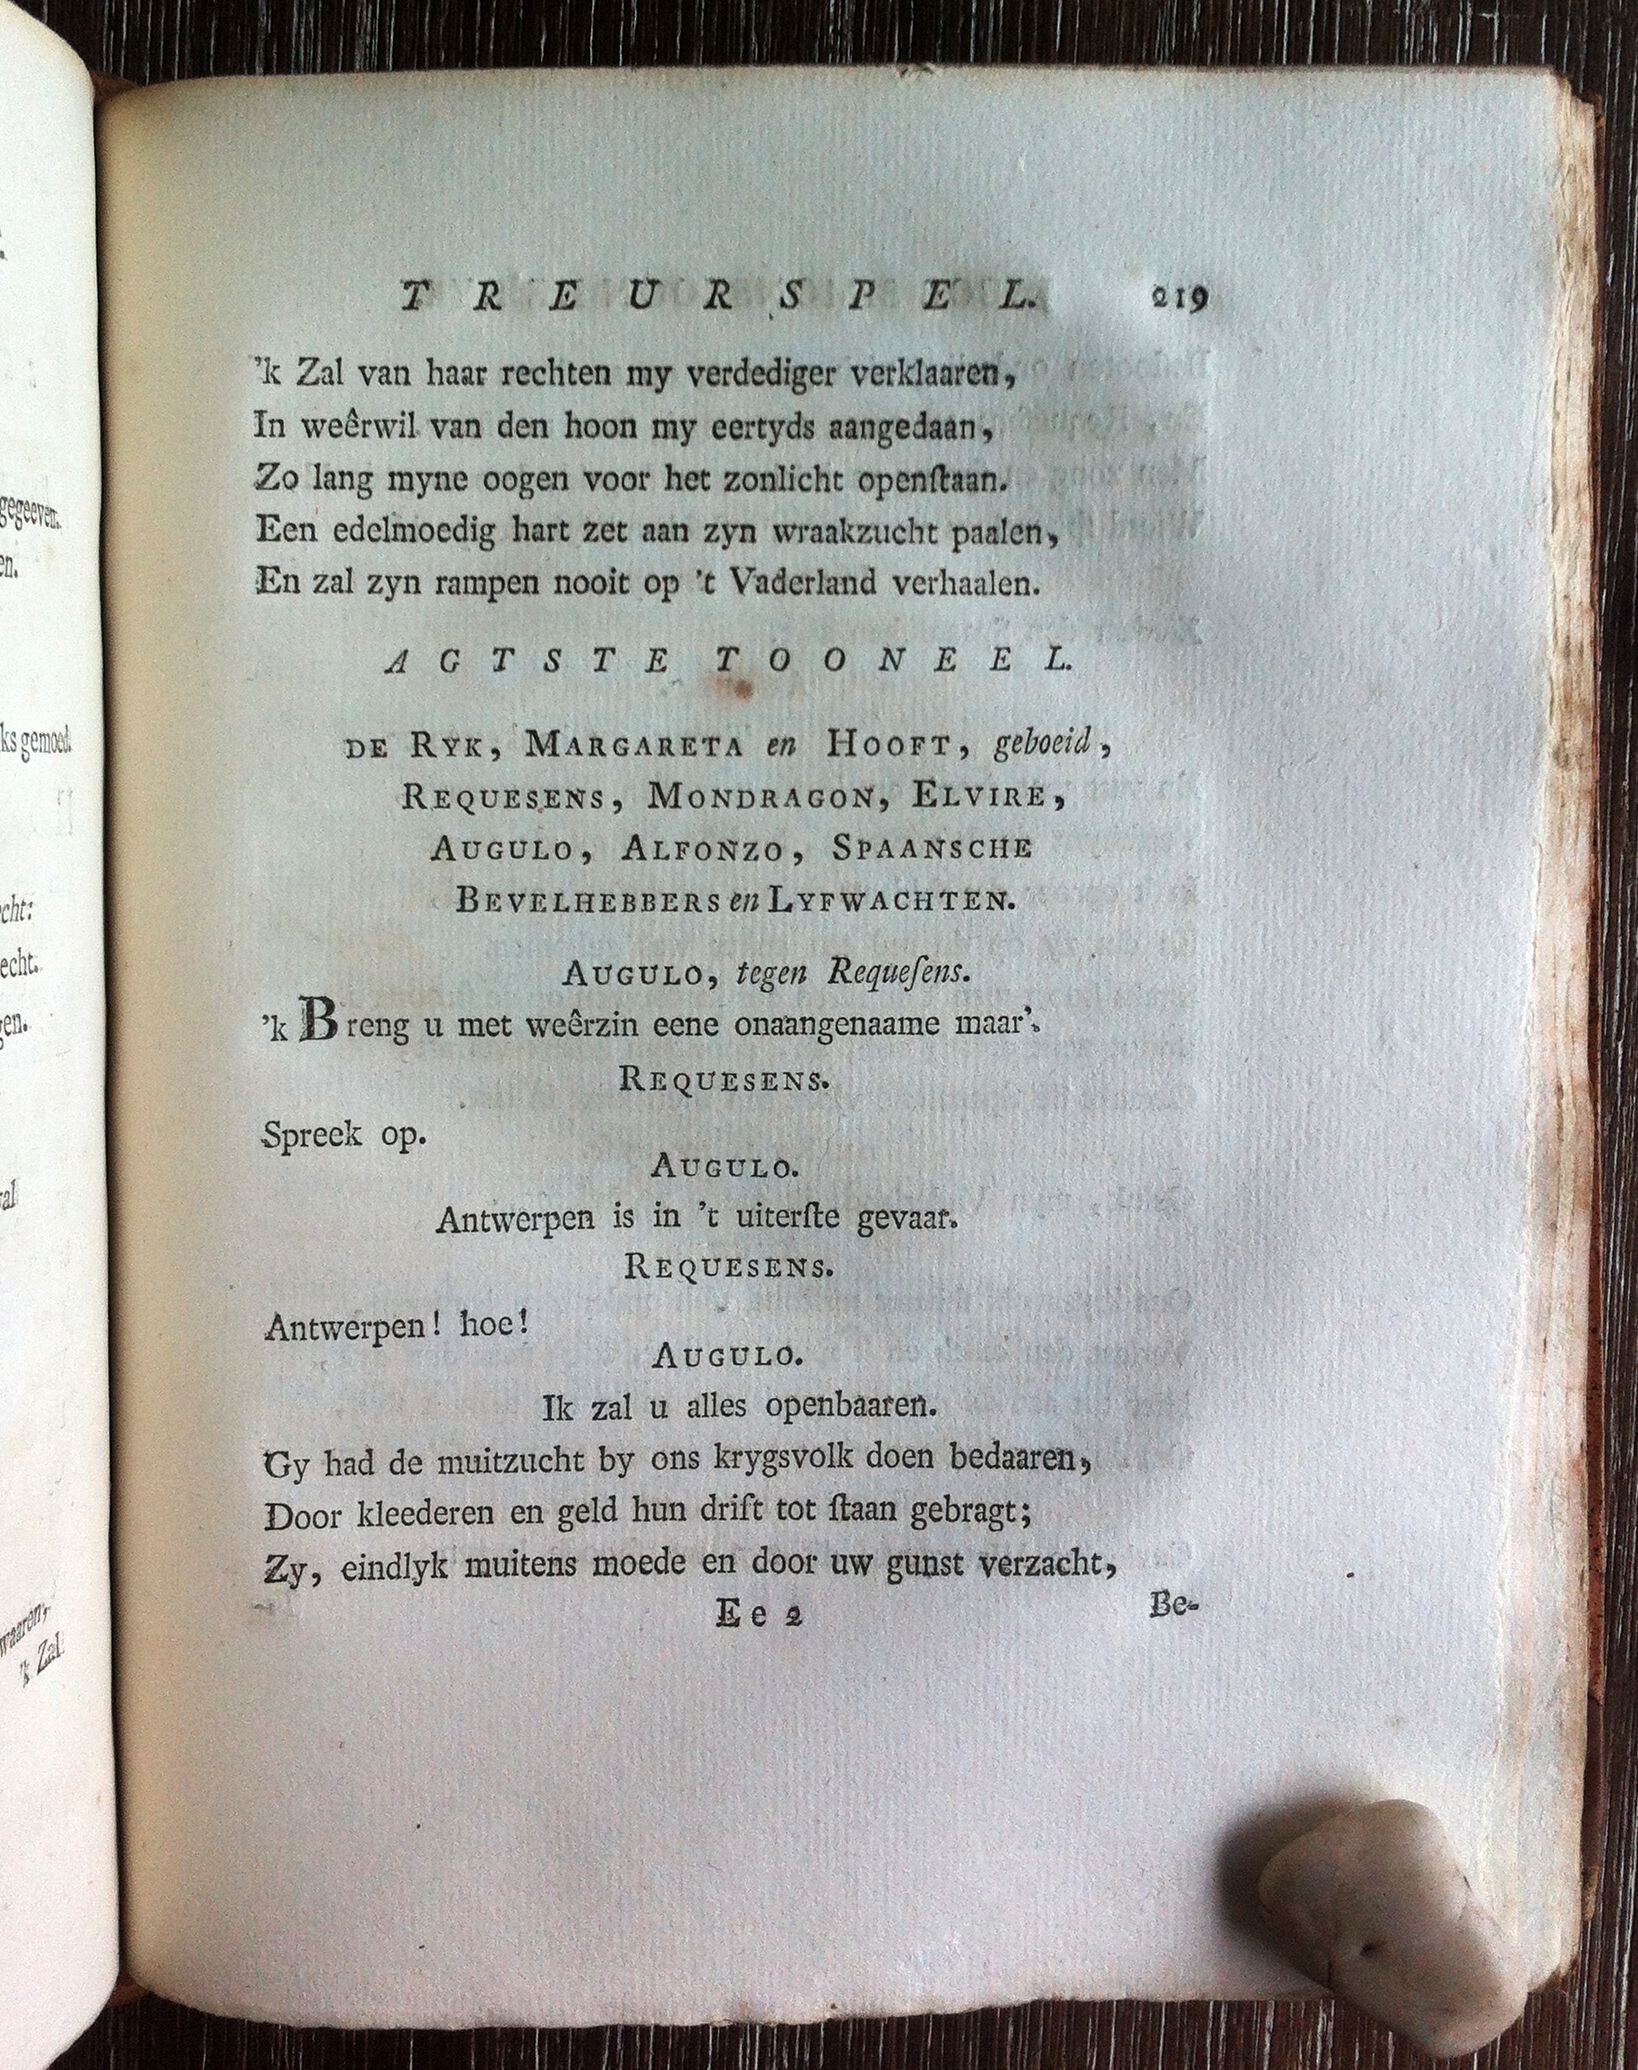 gegeeven.
en.
ks gemoed.
cht:
echt.
gen.
al
waaren,
'k Zal
T R E U R S P E L. 219
'k Zal van haar rechten my verdediger verklaaren,
In weêrwil van den hoon my eertyds aangedaan,
Zo lang myne oogen voor het zonlicht openſtaan.
Een edelmoedig hart zet aan zyn wraakzucht paalen,
En zal zyn rampen nooit op 't Vaderland verhaalen.
A G T S T E T O O N E E L.
DE RYK, MARGARETA en HOOFT, geboeid,
REQUESENS, MONDRAGON, ELVIRE,
AUGULO, ALFONZO, SPAANSCHE
BEVELHEBBERS en LYFWACHTEN.
AUGULO, tegen Requeſens.
'k Breng u met weêrzin eene onaangenaame maar'.
REQUESENS.
Spreek op.
AUGULO.
Antwerpen is in 't uiterſte gevaar.
REQUESENS.
Antwerpen! hoe!
AUGULO.
Ik zal u alles openbaaren.
Gy had de muitzucht by ons krygsvolk doen bedaaren,
Door kleederen en geld hun drift tot ſtaan gebragt;
Zy, eindlyk muitens moede en door uw gunst verzacht,
Ee 2 Be-